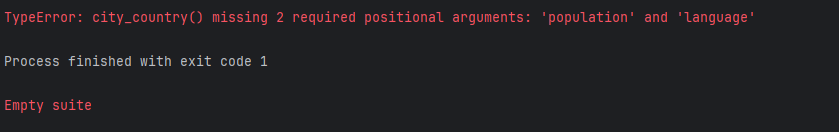 TypeError: city_country() missing 2 required positional arguments: 'population' and 'language'
Process finished with exit code 1
Empty suite